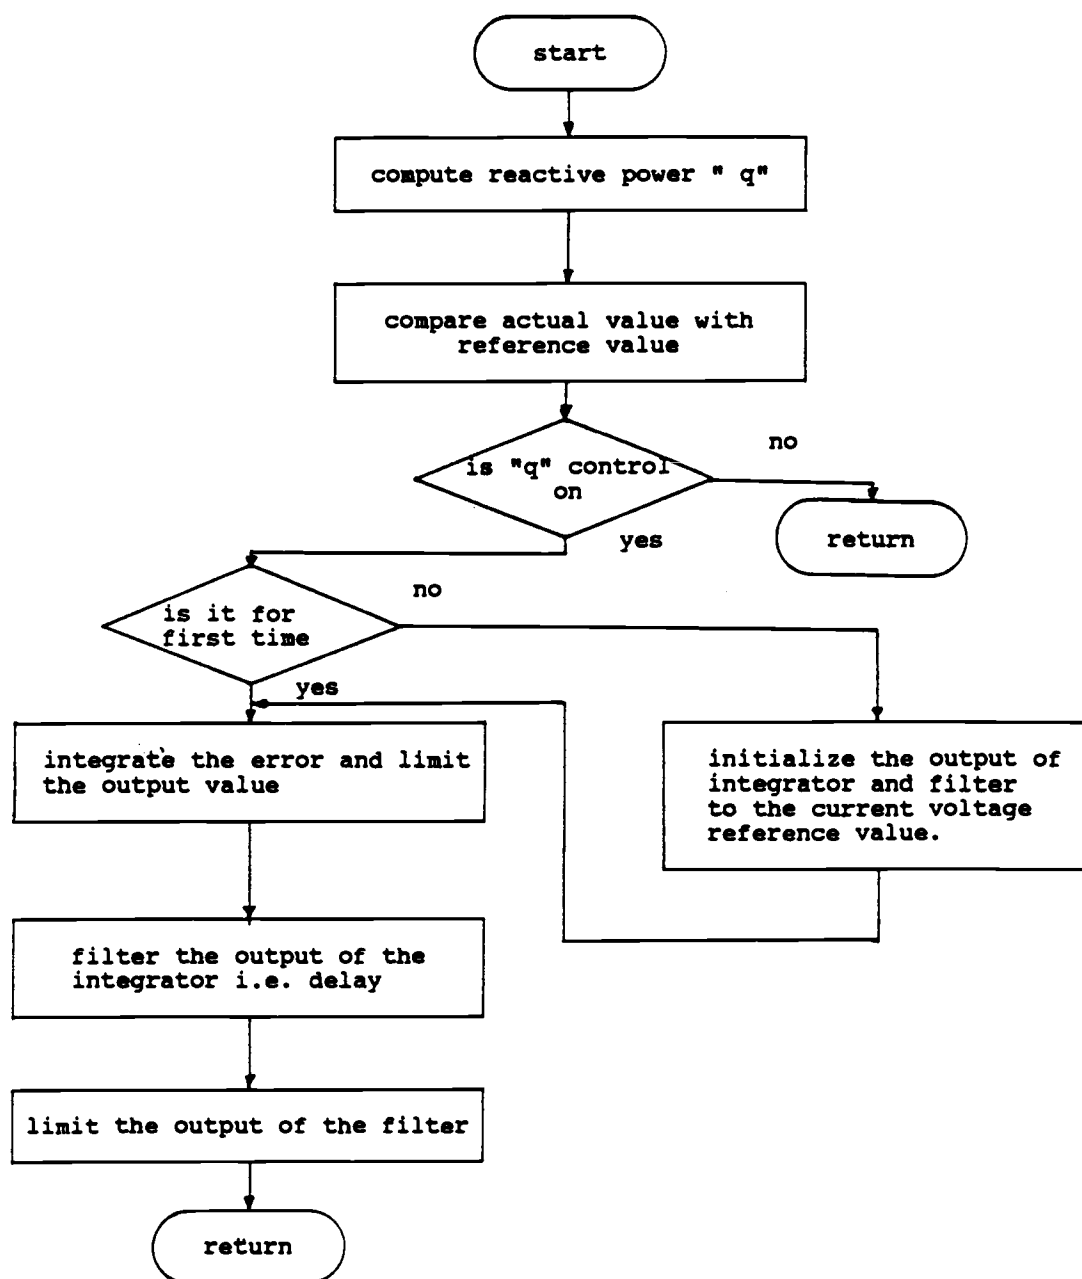 start
compute reactive power " q"
compare actual value with
reference value
is "q" control
on
no
return
yes
is it for
first time
no
yes
integrate the error and limit
the output value
initialize the output of
integrator and filter
to the current voltage
reference value.
filter the output of the
integrator i.e. delay
limit the output of the filter
return